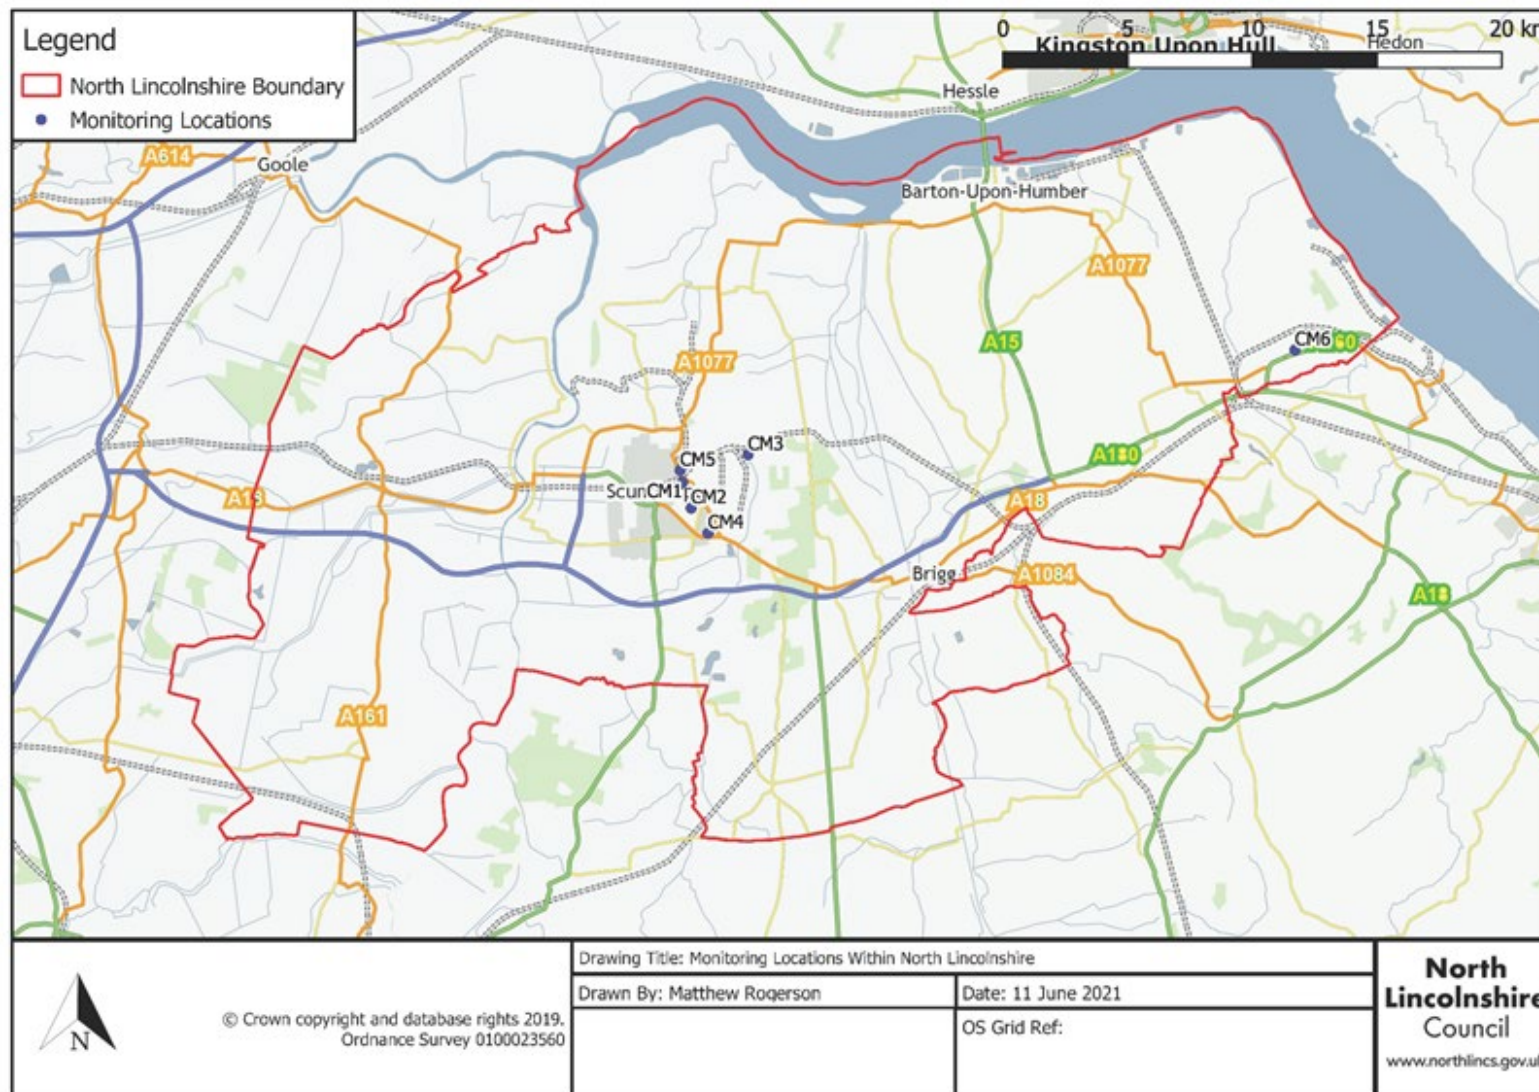 Legend
North Lincolnshire Boundary
Monitoring Locations
0 5 10 15 20 km
Kingston Upon Hull
Hedon
Hessle
A614
Goole
Barton-Upon-Humber
A1077
A15
CM6
A1077
CM3
CM5
A180
A18
Scun
CM1
CM2
A18
CM4
Brigg
A1084
A18
A161
N
© Crown copyright and database rights 2019.
Ordnance Survey 0100023560
Drawing Title: Monitoring Locations Within North Lincolnshire
Drawn By: Matthew Rogerson
Date: 11 June 2021
OS Grid Ref:
North
Lincolnshire
Council
www.northlincs.gov.uk